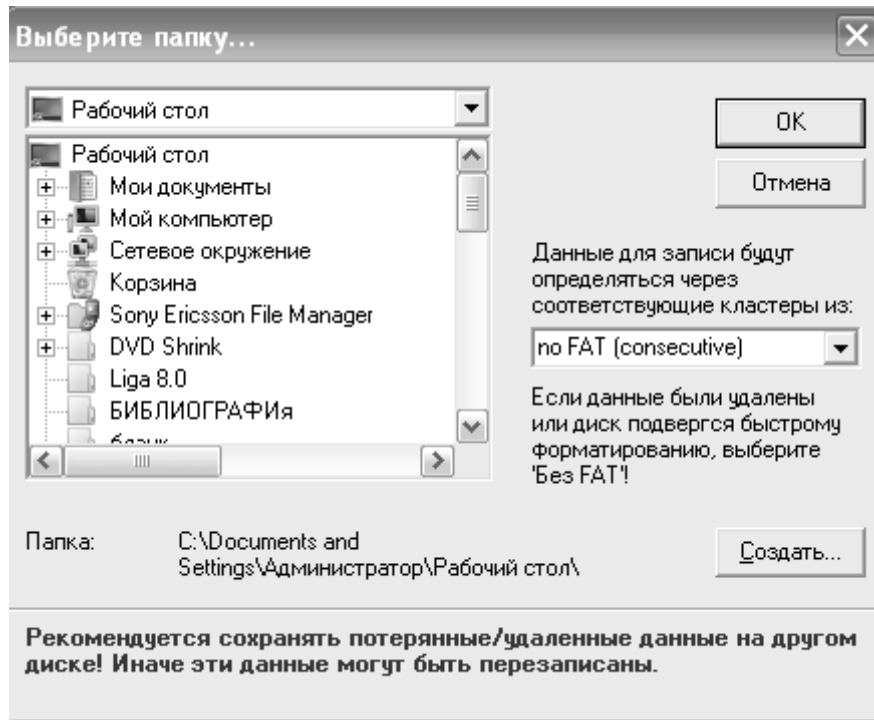 Выберите папку...
Рабочий стол
Рабочий стол
Мои документы
Мой компьютер
Сетевое окружение
Корзина
Sony Ericsson File Manager
DVD Shrink
Liga 8.0
БИБЛИОГРАФИя
OK
Отмена
Данные для записи будут
определяться через
соответствующие кластеры из:
no FAT (consecutive)
Если данные были удалены
или диск подвергся быстрому
форматированию, выберите
'Без FAT'!
Папка:
C:\Documents and
Settings\Администратор\Рабочий стол\
Создать...
Рекомендуется сохранять потерянные/удаленные данные на другом
диске! Иначе эти данные могут быть перезаписаны.